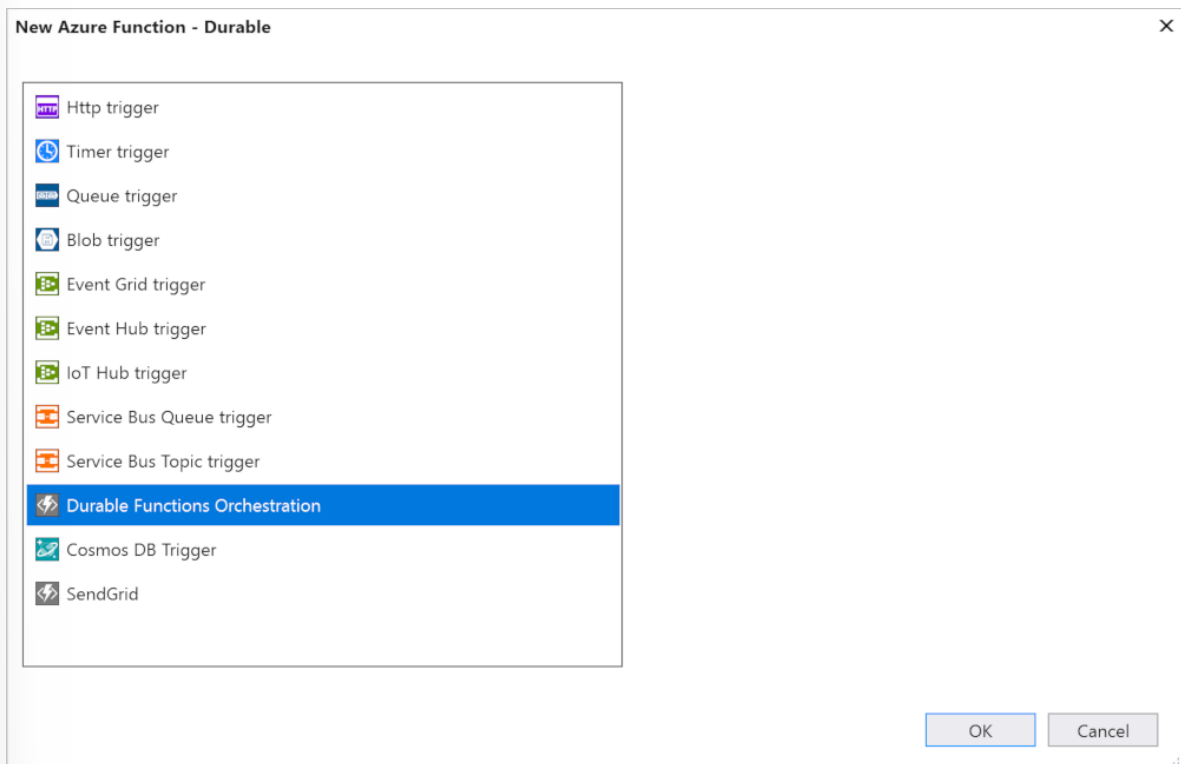 New Azure Function - Durable
HTTP
Http trigger
Timer trigger
Queue trigger
Blob trigger
Event Grid trigger
Event Hub trigger
IoT Hub trigger
Service Bus Queue trigger
Service Bus Topic trigger
Durable Functions Orchestration
Cosmos DB Trigger
SendGrid
OK
Cancel